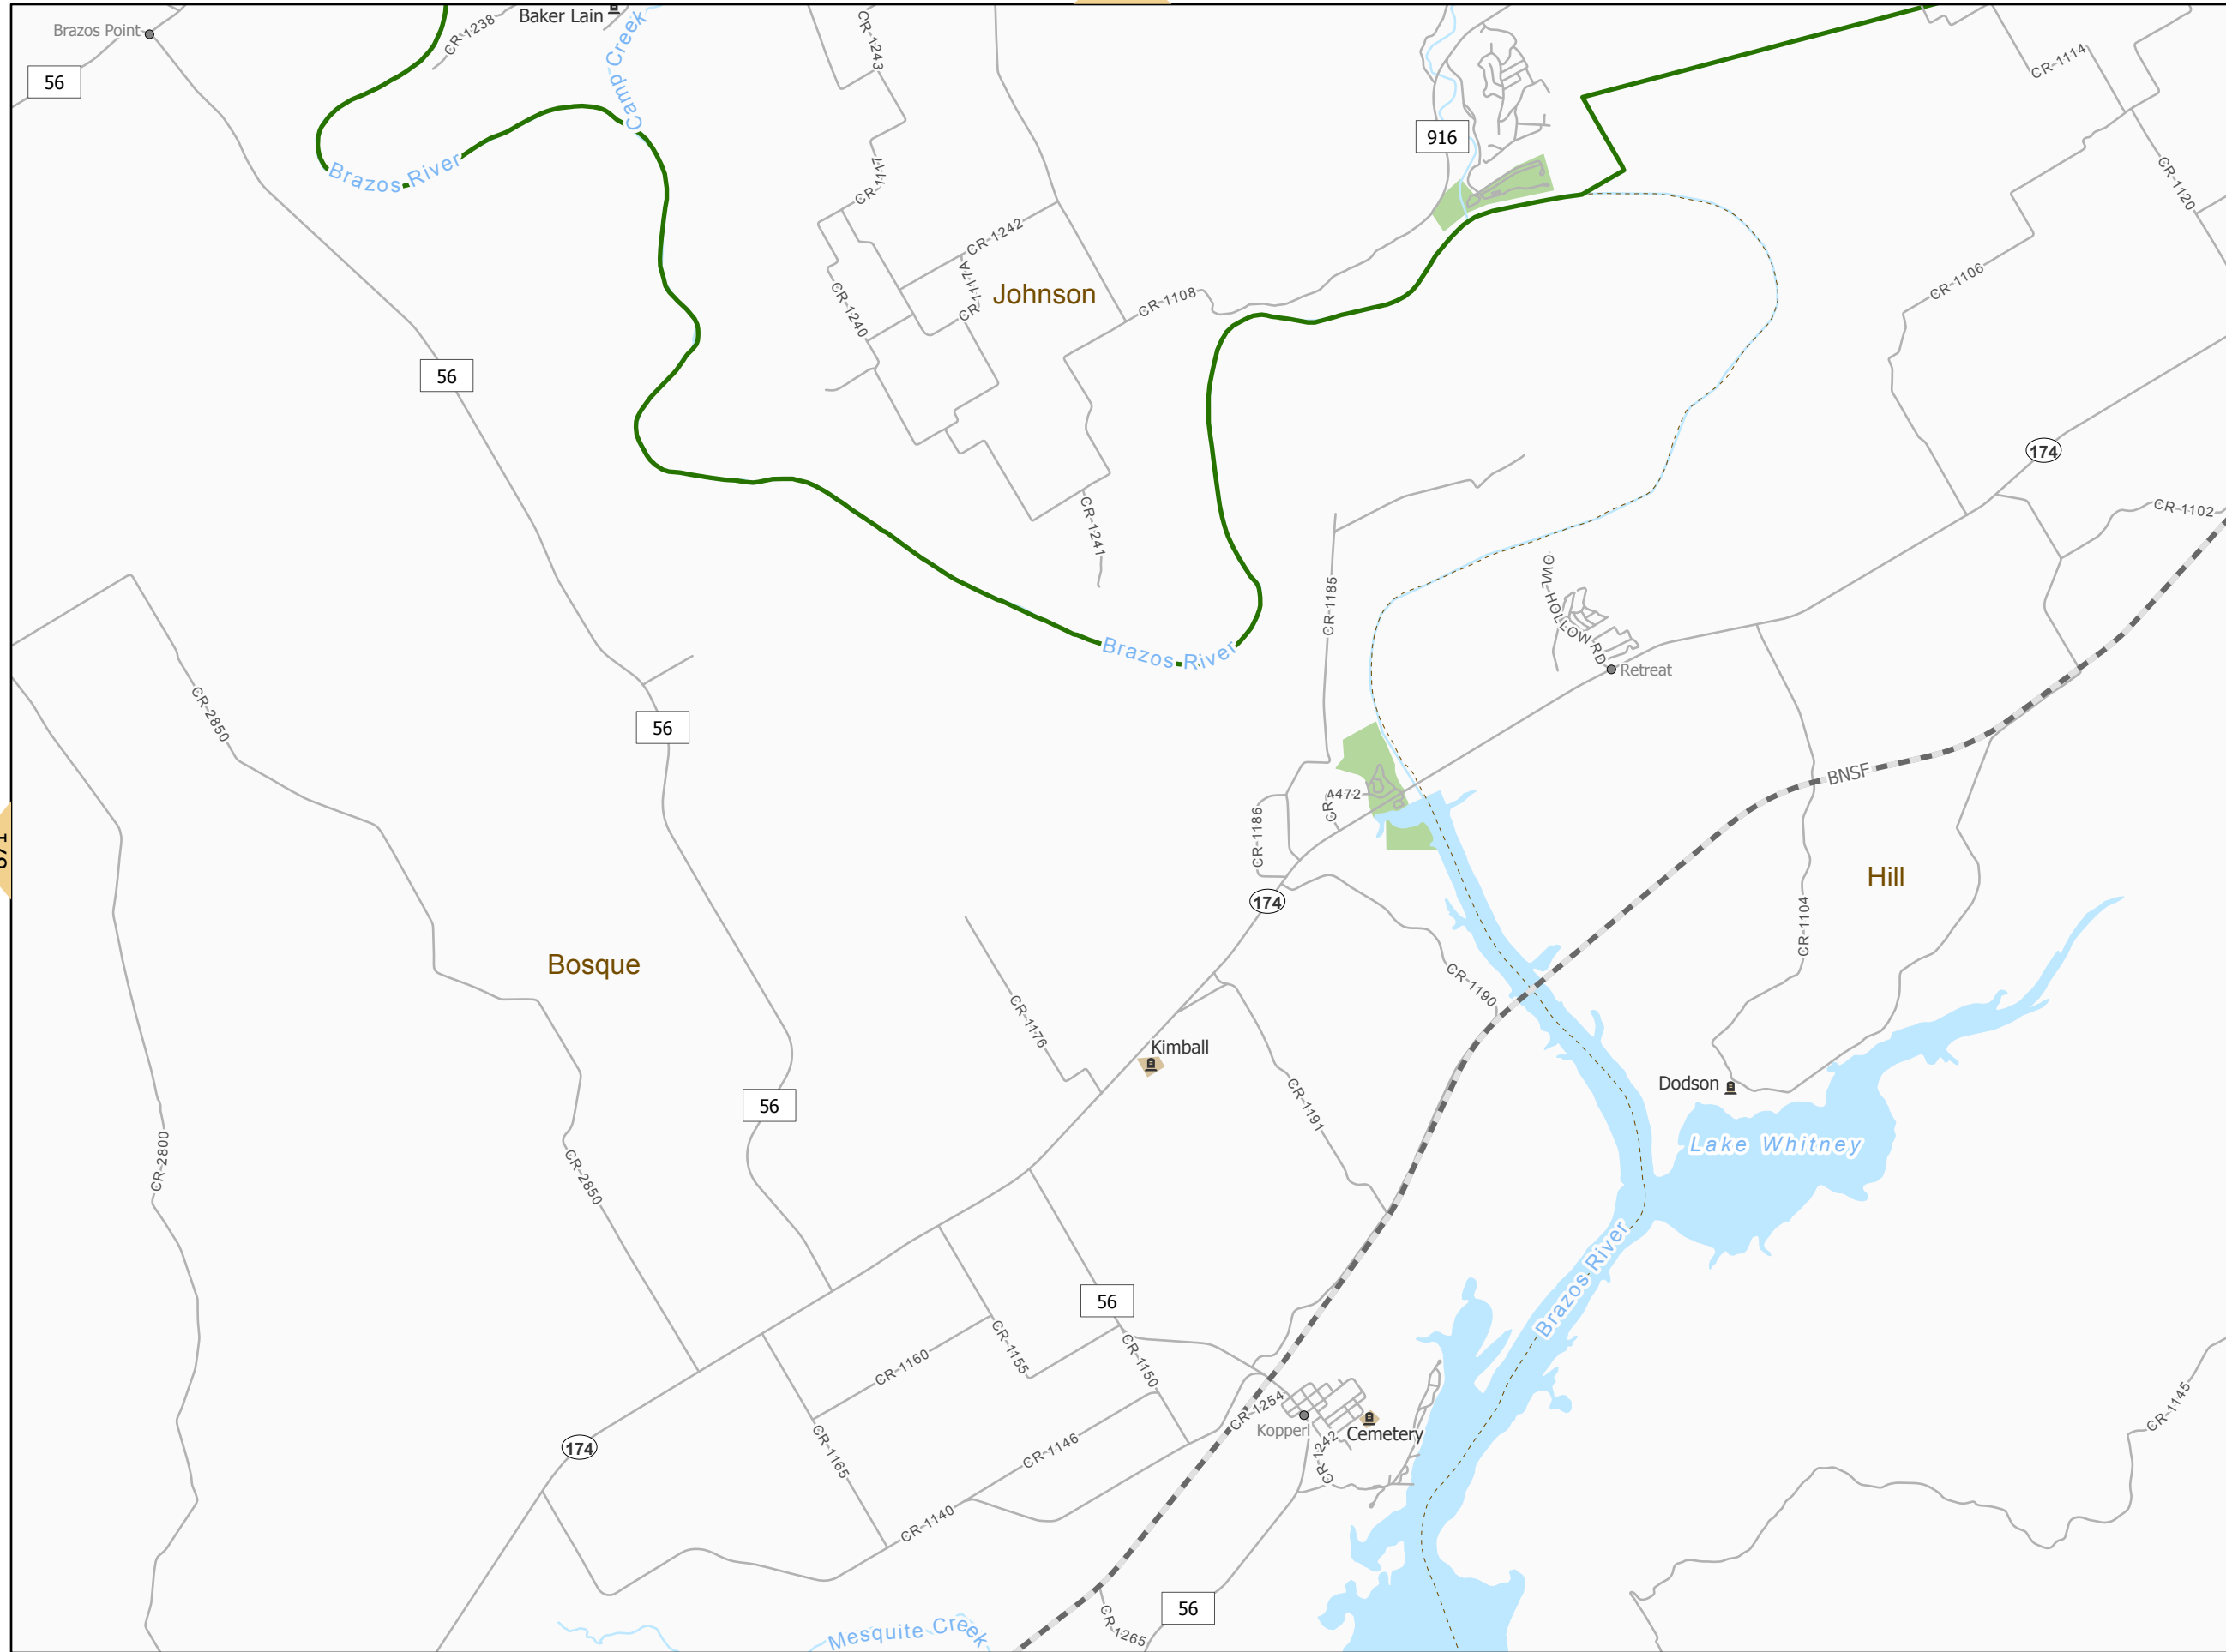 Brazos Point
CR-1238
Baker Lain
Camp Creek
CR-1243
56
916
CR-1114
Brazos River
CR-1117
CR-1120
CR-1242
CR-1117A
CR-1240
Johnson
CR-1108
CR-1106
56
174
CR-1241
CR-1102
CR-1185
OWL HOLLOW RD
Brazos River
Retreat
CR-2850
56
BNSF
CR 4472
CR-1186
Hill
174
CR-1104
Bosque
CR-1190
CR-1176
Kimball
Dodson
56
CR-1191
Lake Whitney
CR-2800
CR-2850
Brazos River
56
CR-1155
CR-1150
CR-1160
CR-1145
CR-1254
Kopperl
Cemetery
CR-1242
174
CR-1165
CR-1146
CR-1140
56
CR-1265
Mesquite Creek